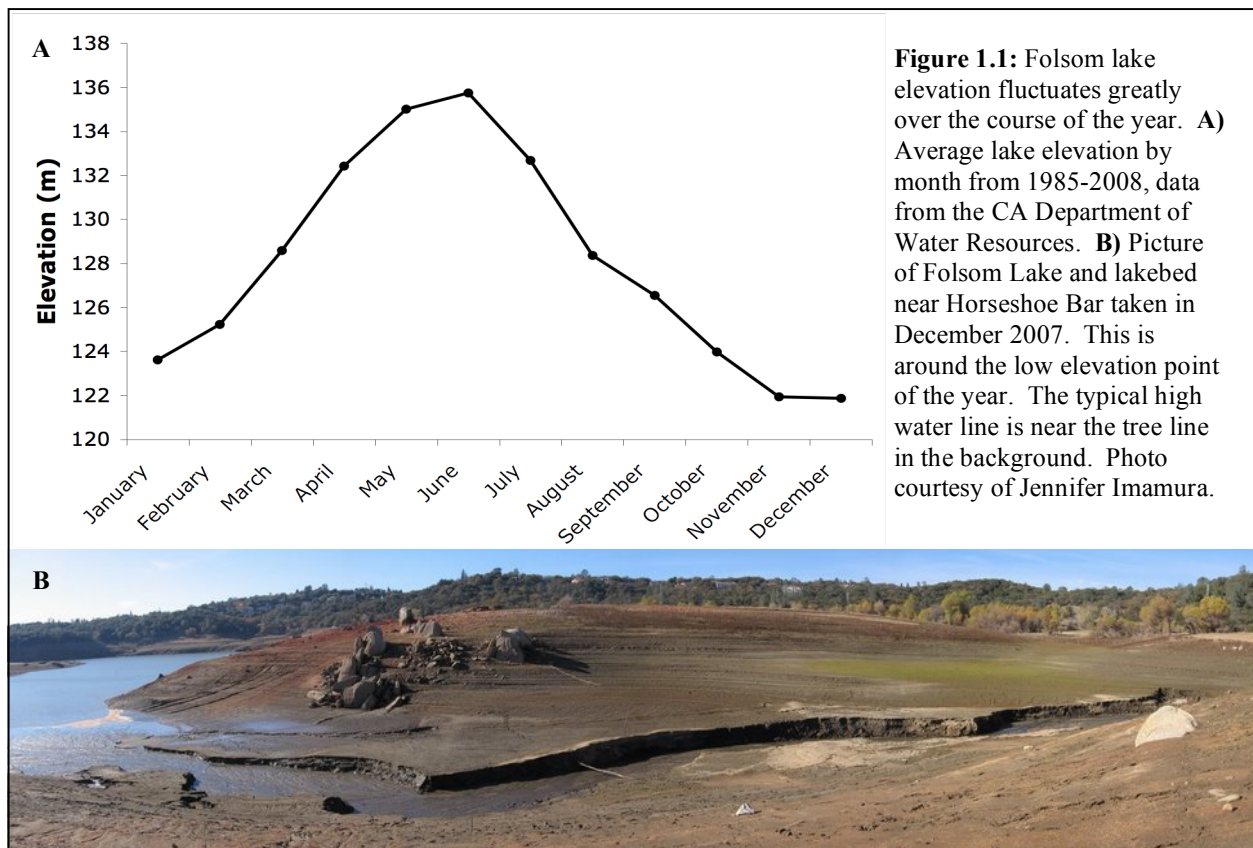 A
138
136
134
132
130
128
126
124
122
120
Elevation (m)
January
February
March
April
May
June
July
August
September
October
November
December
Figure 1.1: Folsom lake
elevation fluctuates greatly
over the course of the year. A)
Average lake elevation by
month from 1985-2008, data
from the CA Department of
Water Resources. B) Picture
of Folsom Lake and lakebed
near Horseshoe Bar taken in
December 2007. This is
around the low elevation point
of the year. The typical high
water line is near the tree line
in the background. Photo
courtesy of Jennifer Imamura.
B